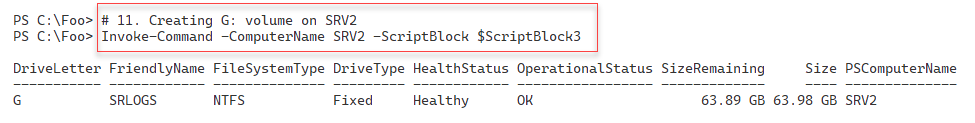 PS C:\Foo> # 11. Creating G: volume on SRV2
PS C:\Foo> Invoke-Command -ComputerName SRV2 -ScriptBlock $ScriptBlock3
DriveLetter FriendlyName FileSystemType DriveType HealthStatus OperationalStatus SizeRemaining     Size PSComputerName
----------- ------------ -------------- --------- ------------ ----------------- -------------     ---- --------------
G           SRLOGS       NTFS           Fixed     Healthy      OK                     63.89 GB 63.98 GB SRV2